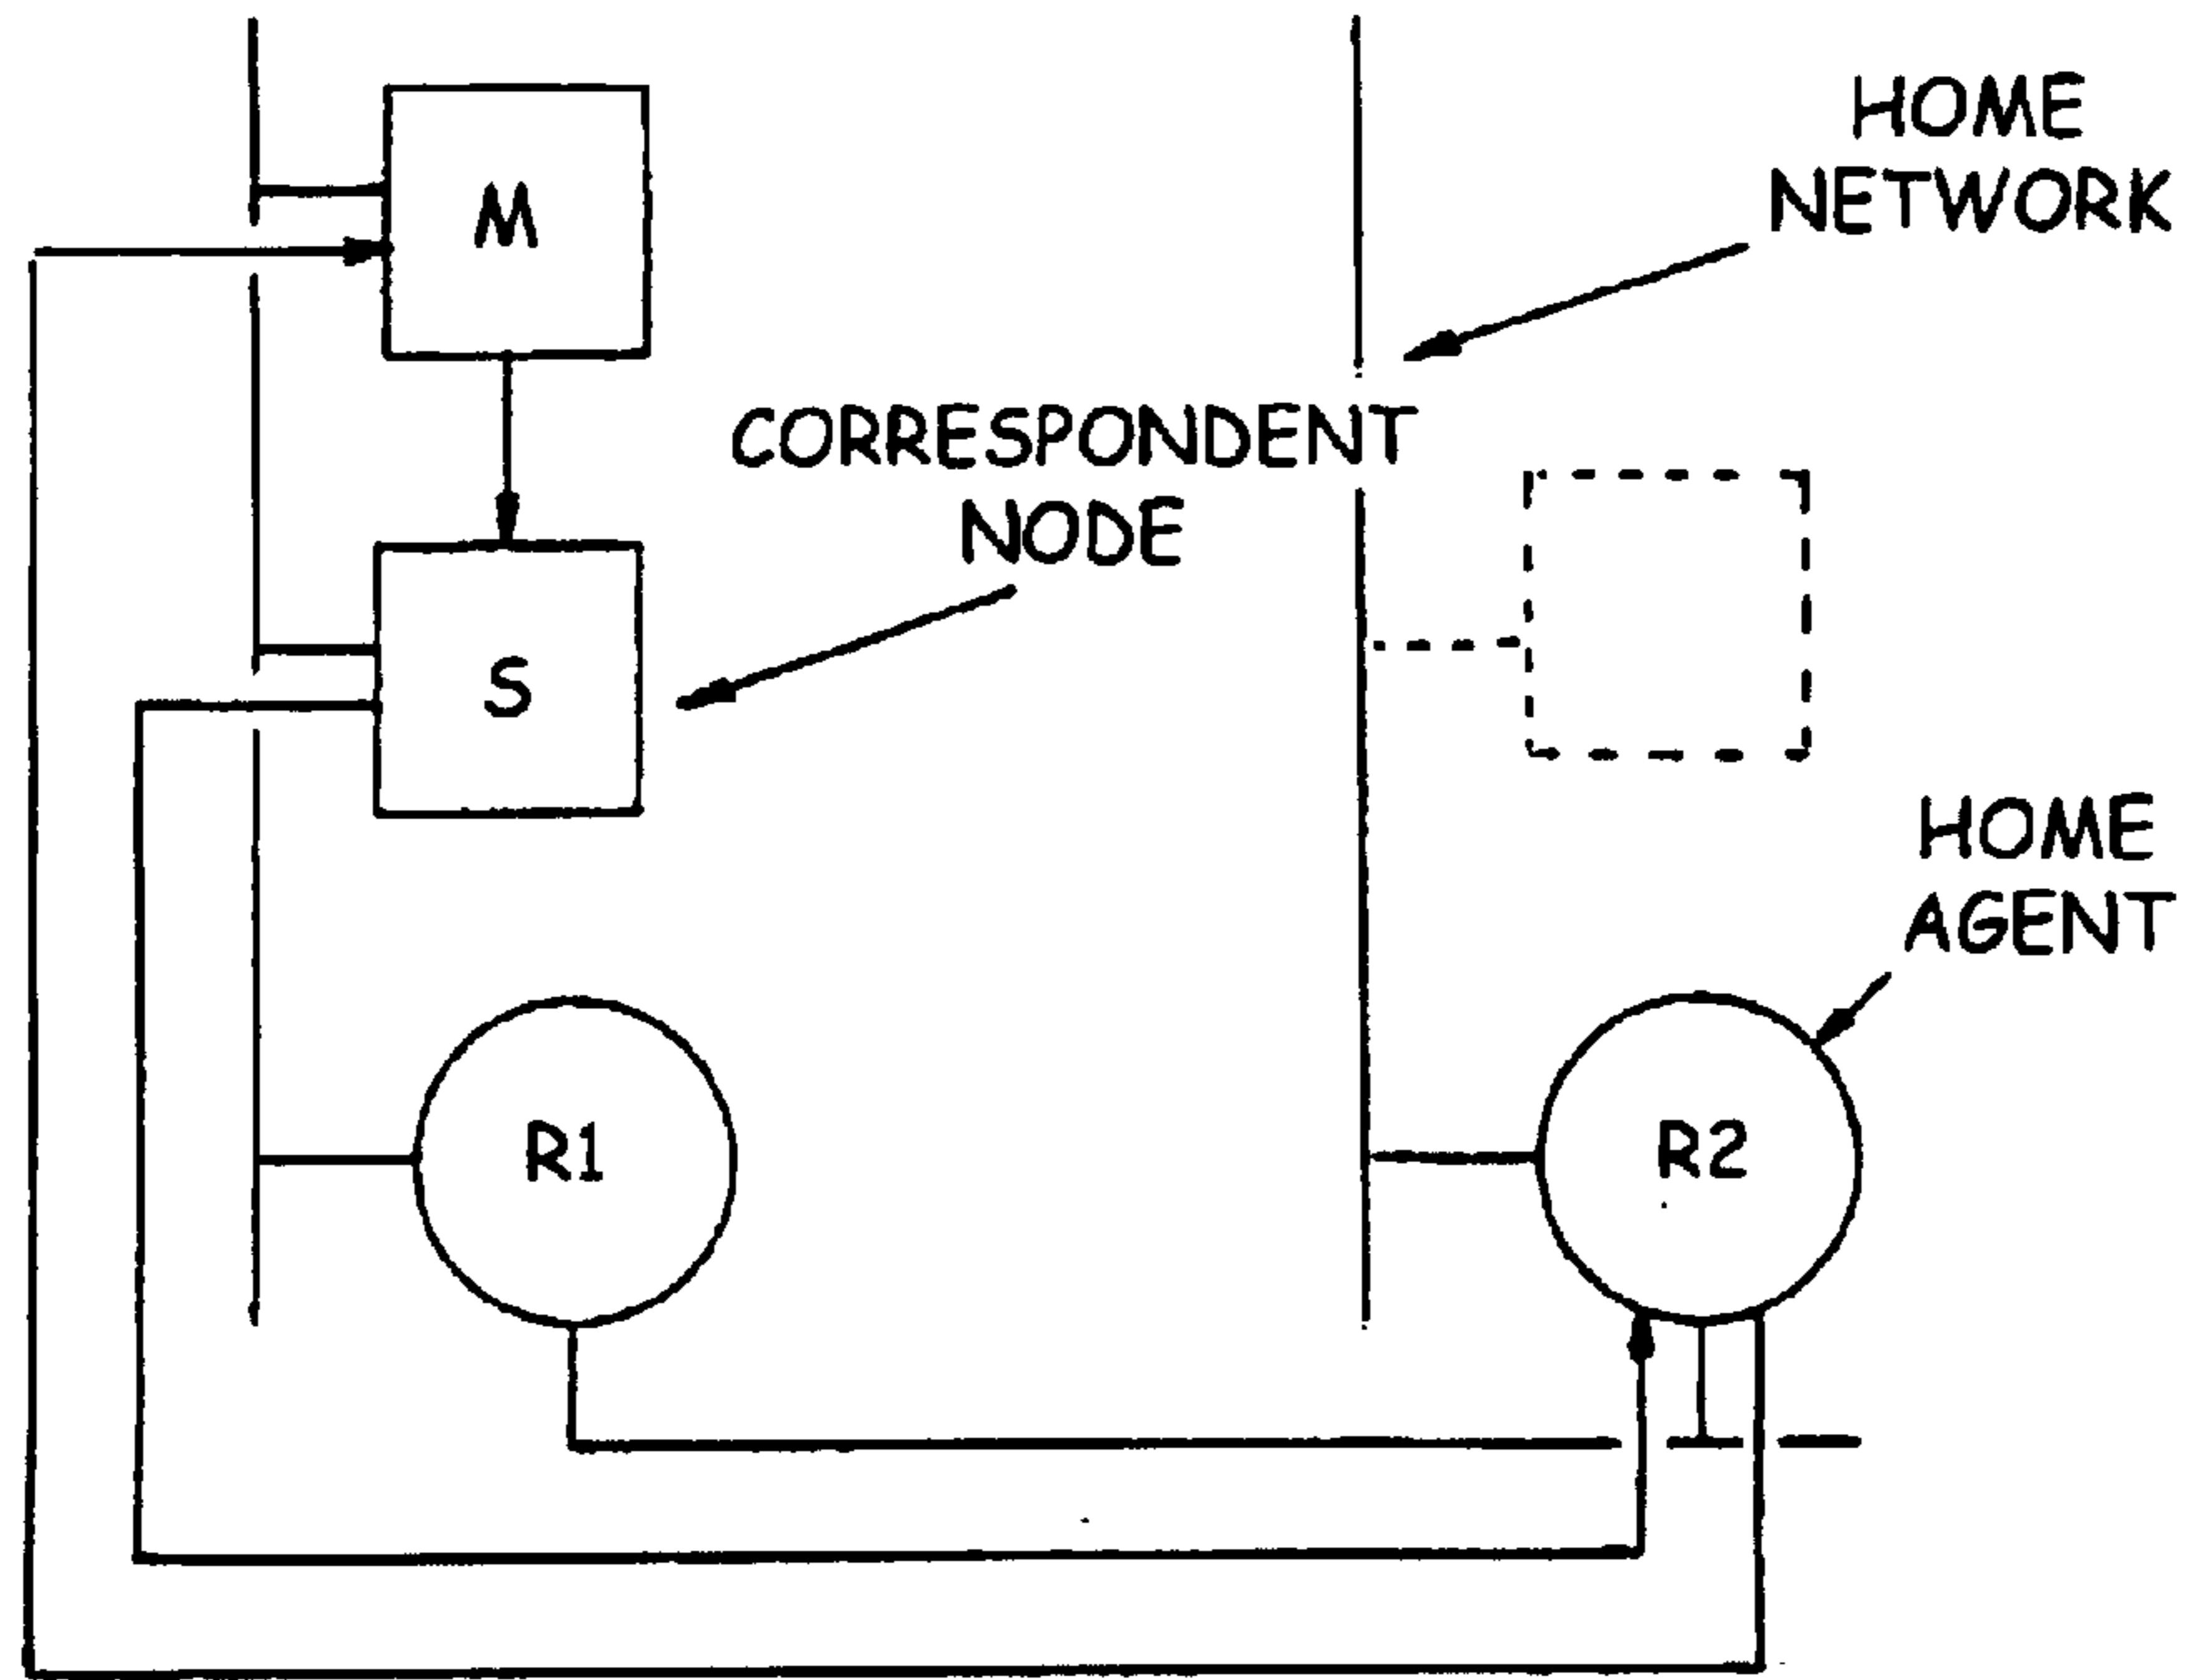 HOME
NETWORK
M
CORRESPONDENT
NODE
S
HOME
AGENT
R1
R2